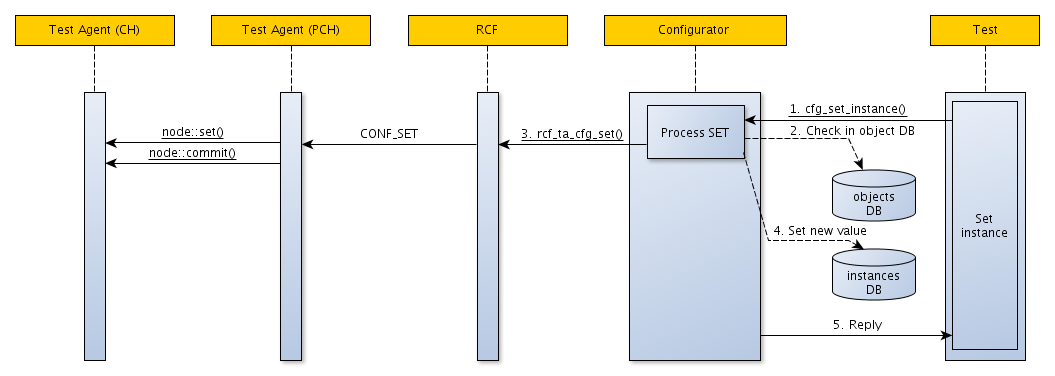 Test Agent (CH)
Test Agent (PCH)
RCF
Configurator
Test
1. cfg_set_instance()
node::set()
CONF_SET
3. rcf_ta_cfg_set()
Process SET
2. Check in object DB
node::commit()
objects
DB
Set
instance
4. Set new value
instances
DB
5. Reply